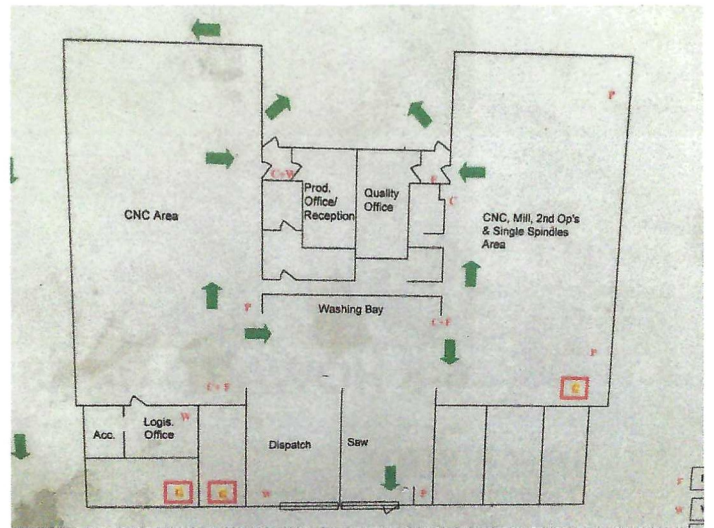 P
C+W
Prod.
Office/
Reception
Quality
Office
F
C
CNC Area
CNC, Mill, 2nd Op's
& Single Spindles
Area
P
Washing Bay
C+F
P
C+F
C
Acc.
Logis.
Office
W
Dispatch
Saw
G
G
W
P
F
W